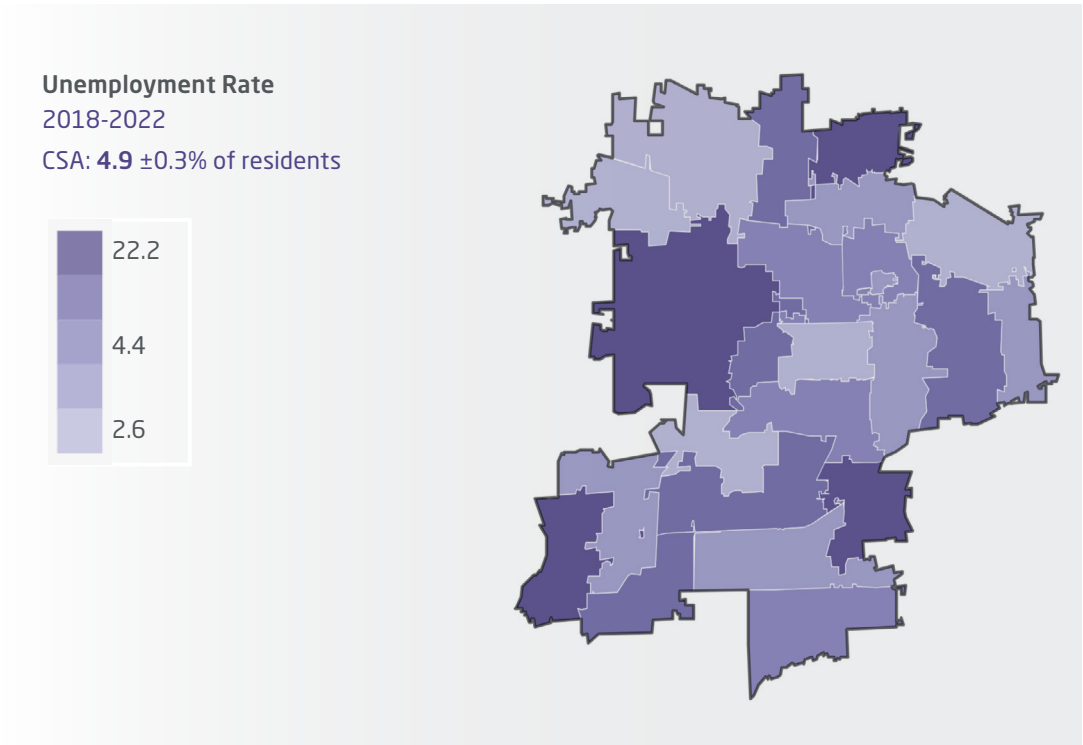 Unemployment Rate
2018-2022
CSA: 4.9 ±0.3% of residents
22.2
4.4
2.6